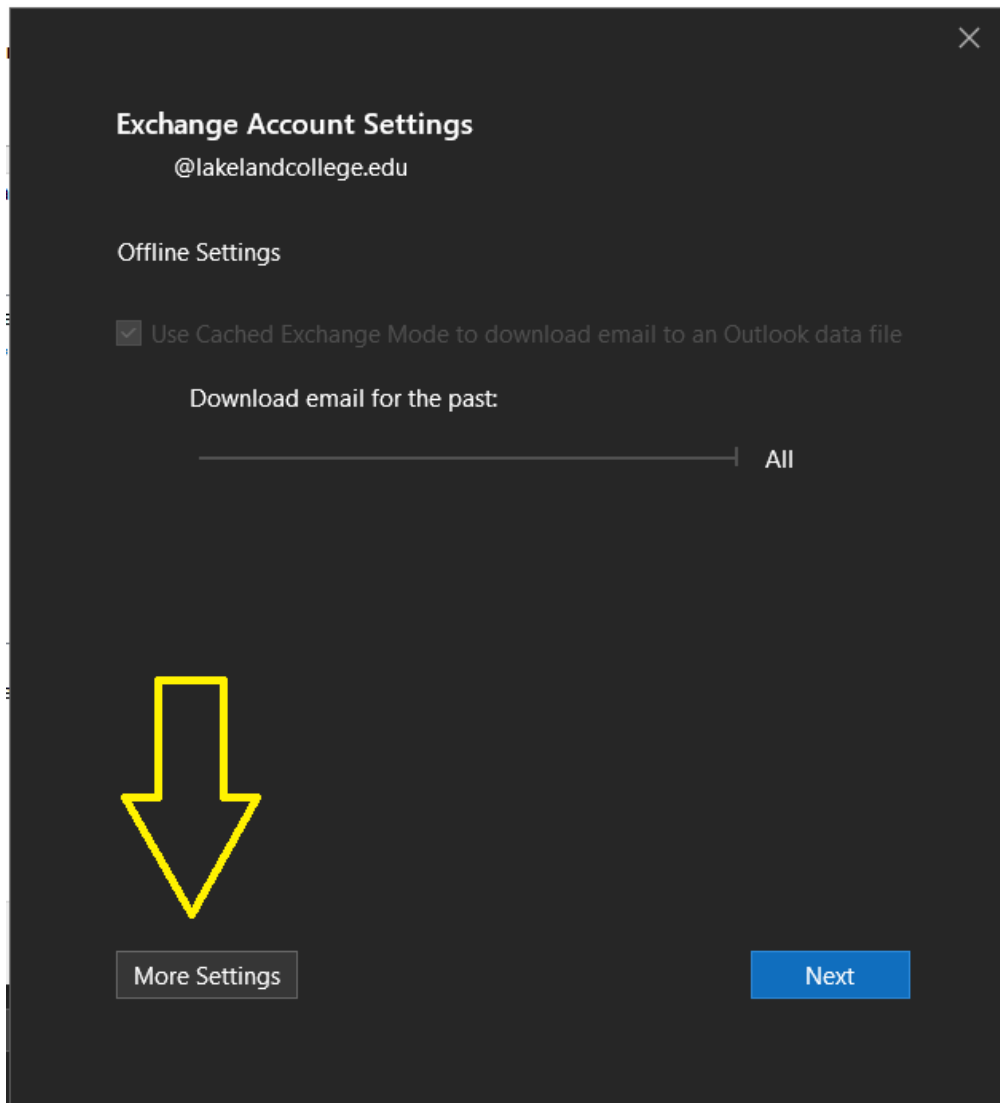 Exchange Account Settings
@lakelandcollege.edu
Offline Settings
Use Cached Exchange Mode to download email to an Outlook data file
Download email for the past:
All
More Settings
Next